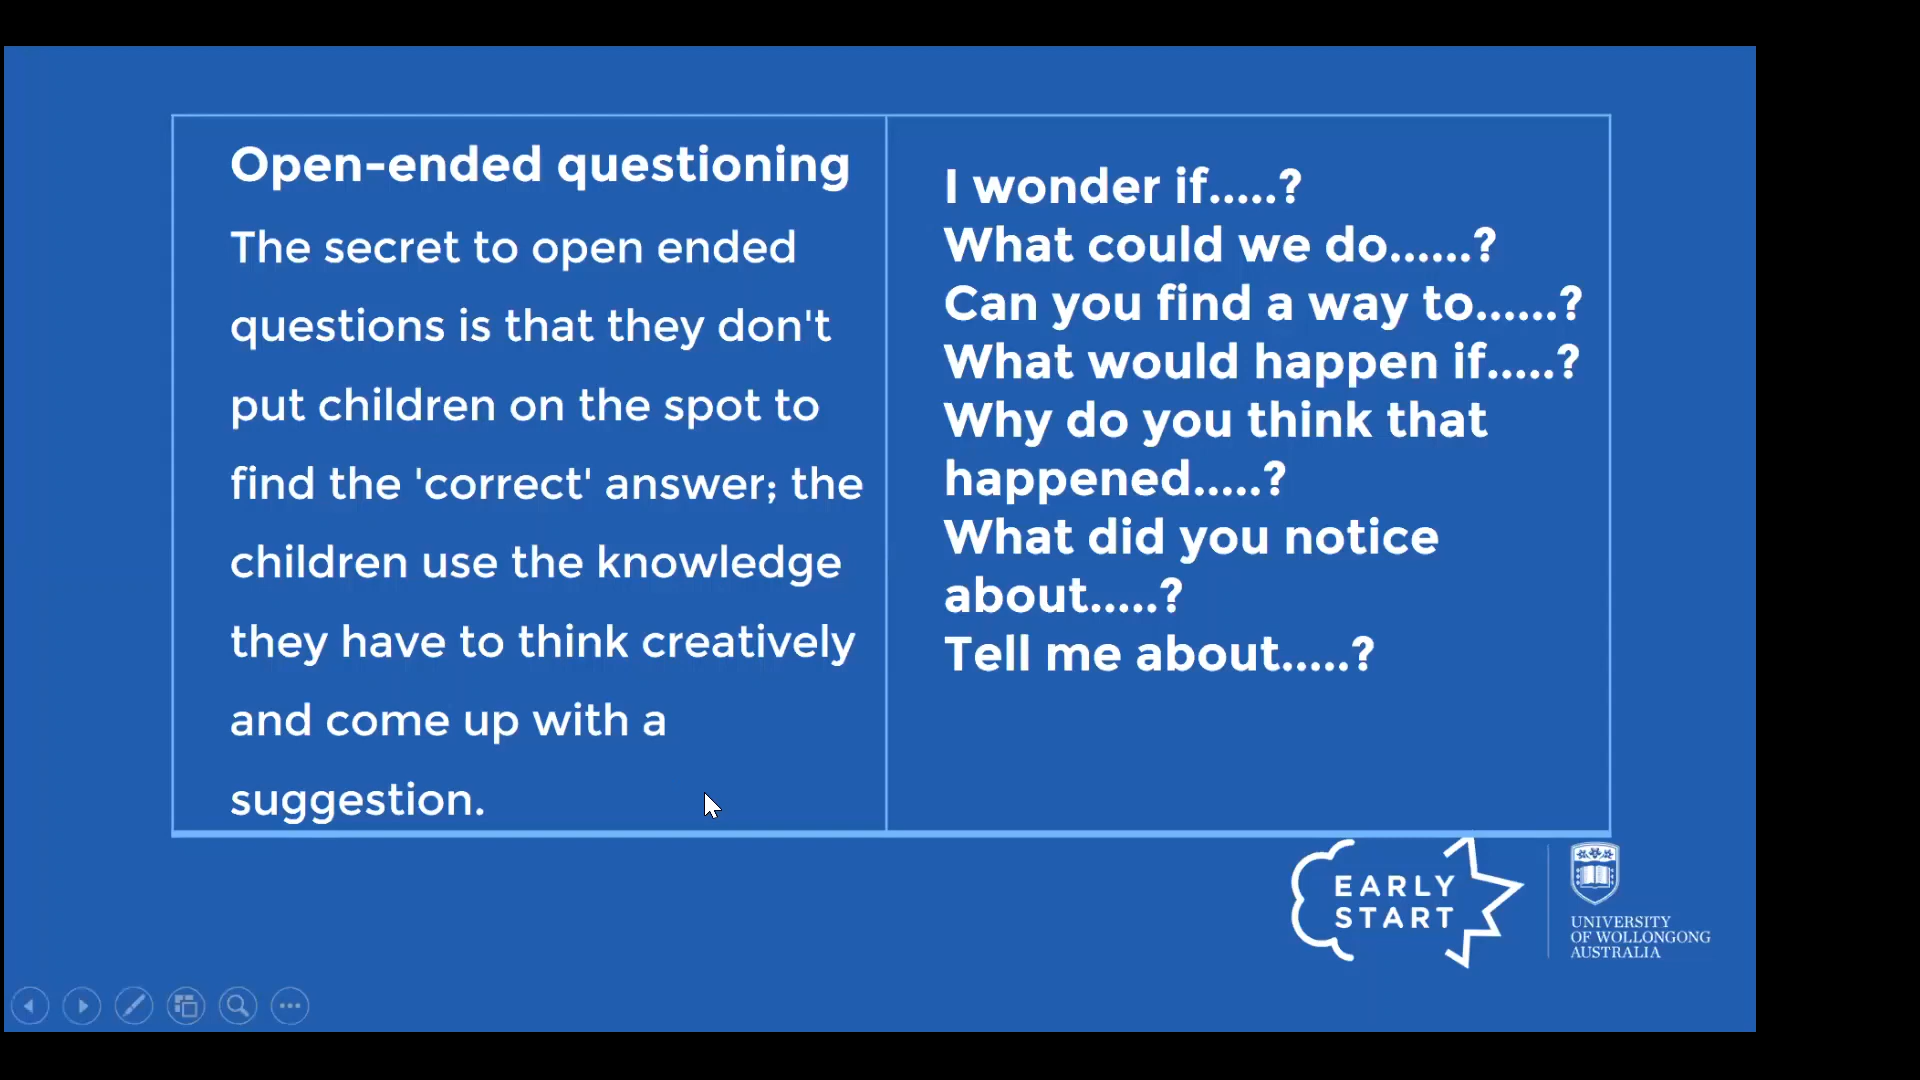 Open-ended questioning
The secret to open ended
questions is that they don't
put children on the spot to
find the 'correct' answer; the
children use the knowledge
they have to think creatively
and come up with a
suggestion.
I wonder if.....?
What could we do......?
Can you find a way to......?
What would happen if.....?
Why do you think that
happened.....?
What did you notice
about.....?
Tell me about.....?
EARLY
START
UNIVERSITY
OF WOLLONGONG
AUSTRALIA